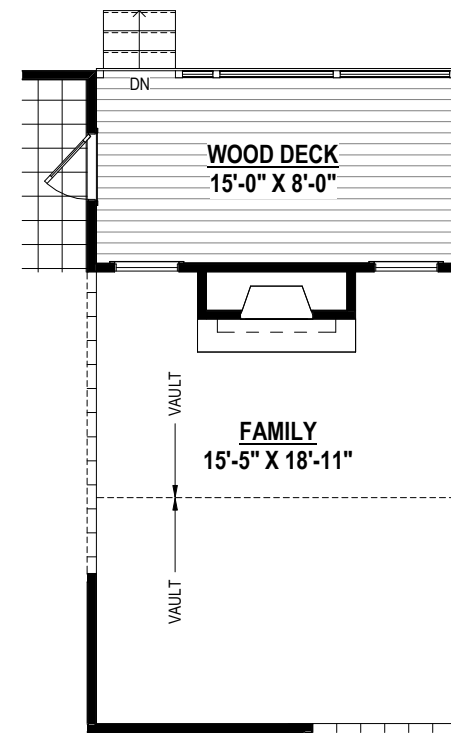 DN
WOOD DECK
15'-0" X 8'-0"
VAULT
FAMILY
15'-5" X 18'-11"
VAULT